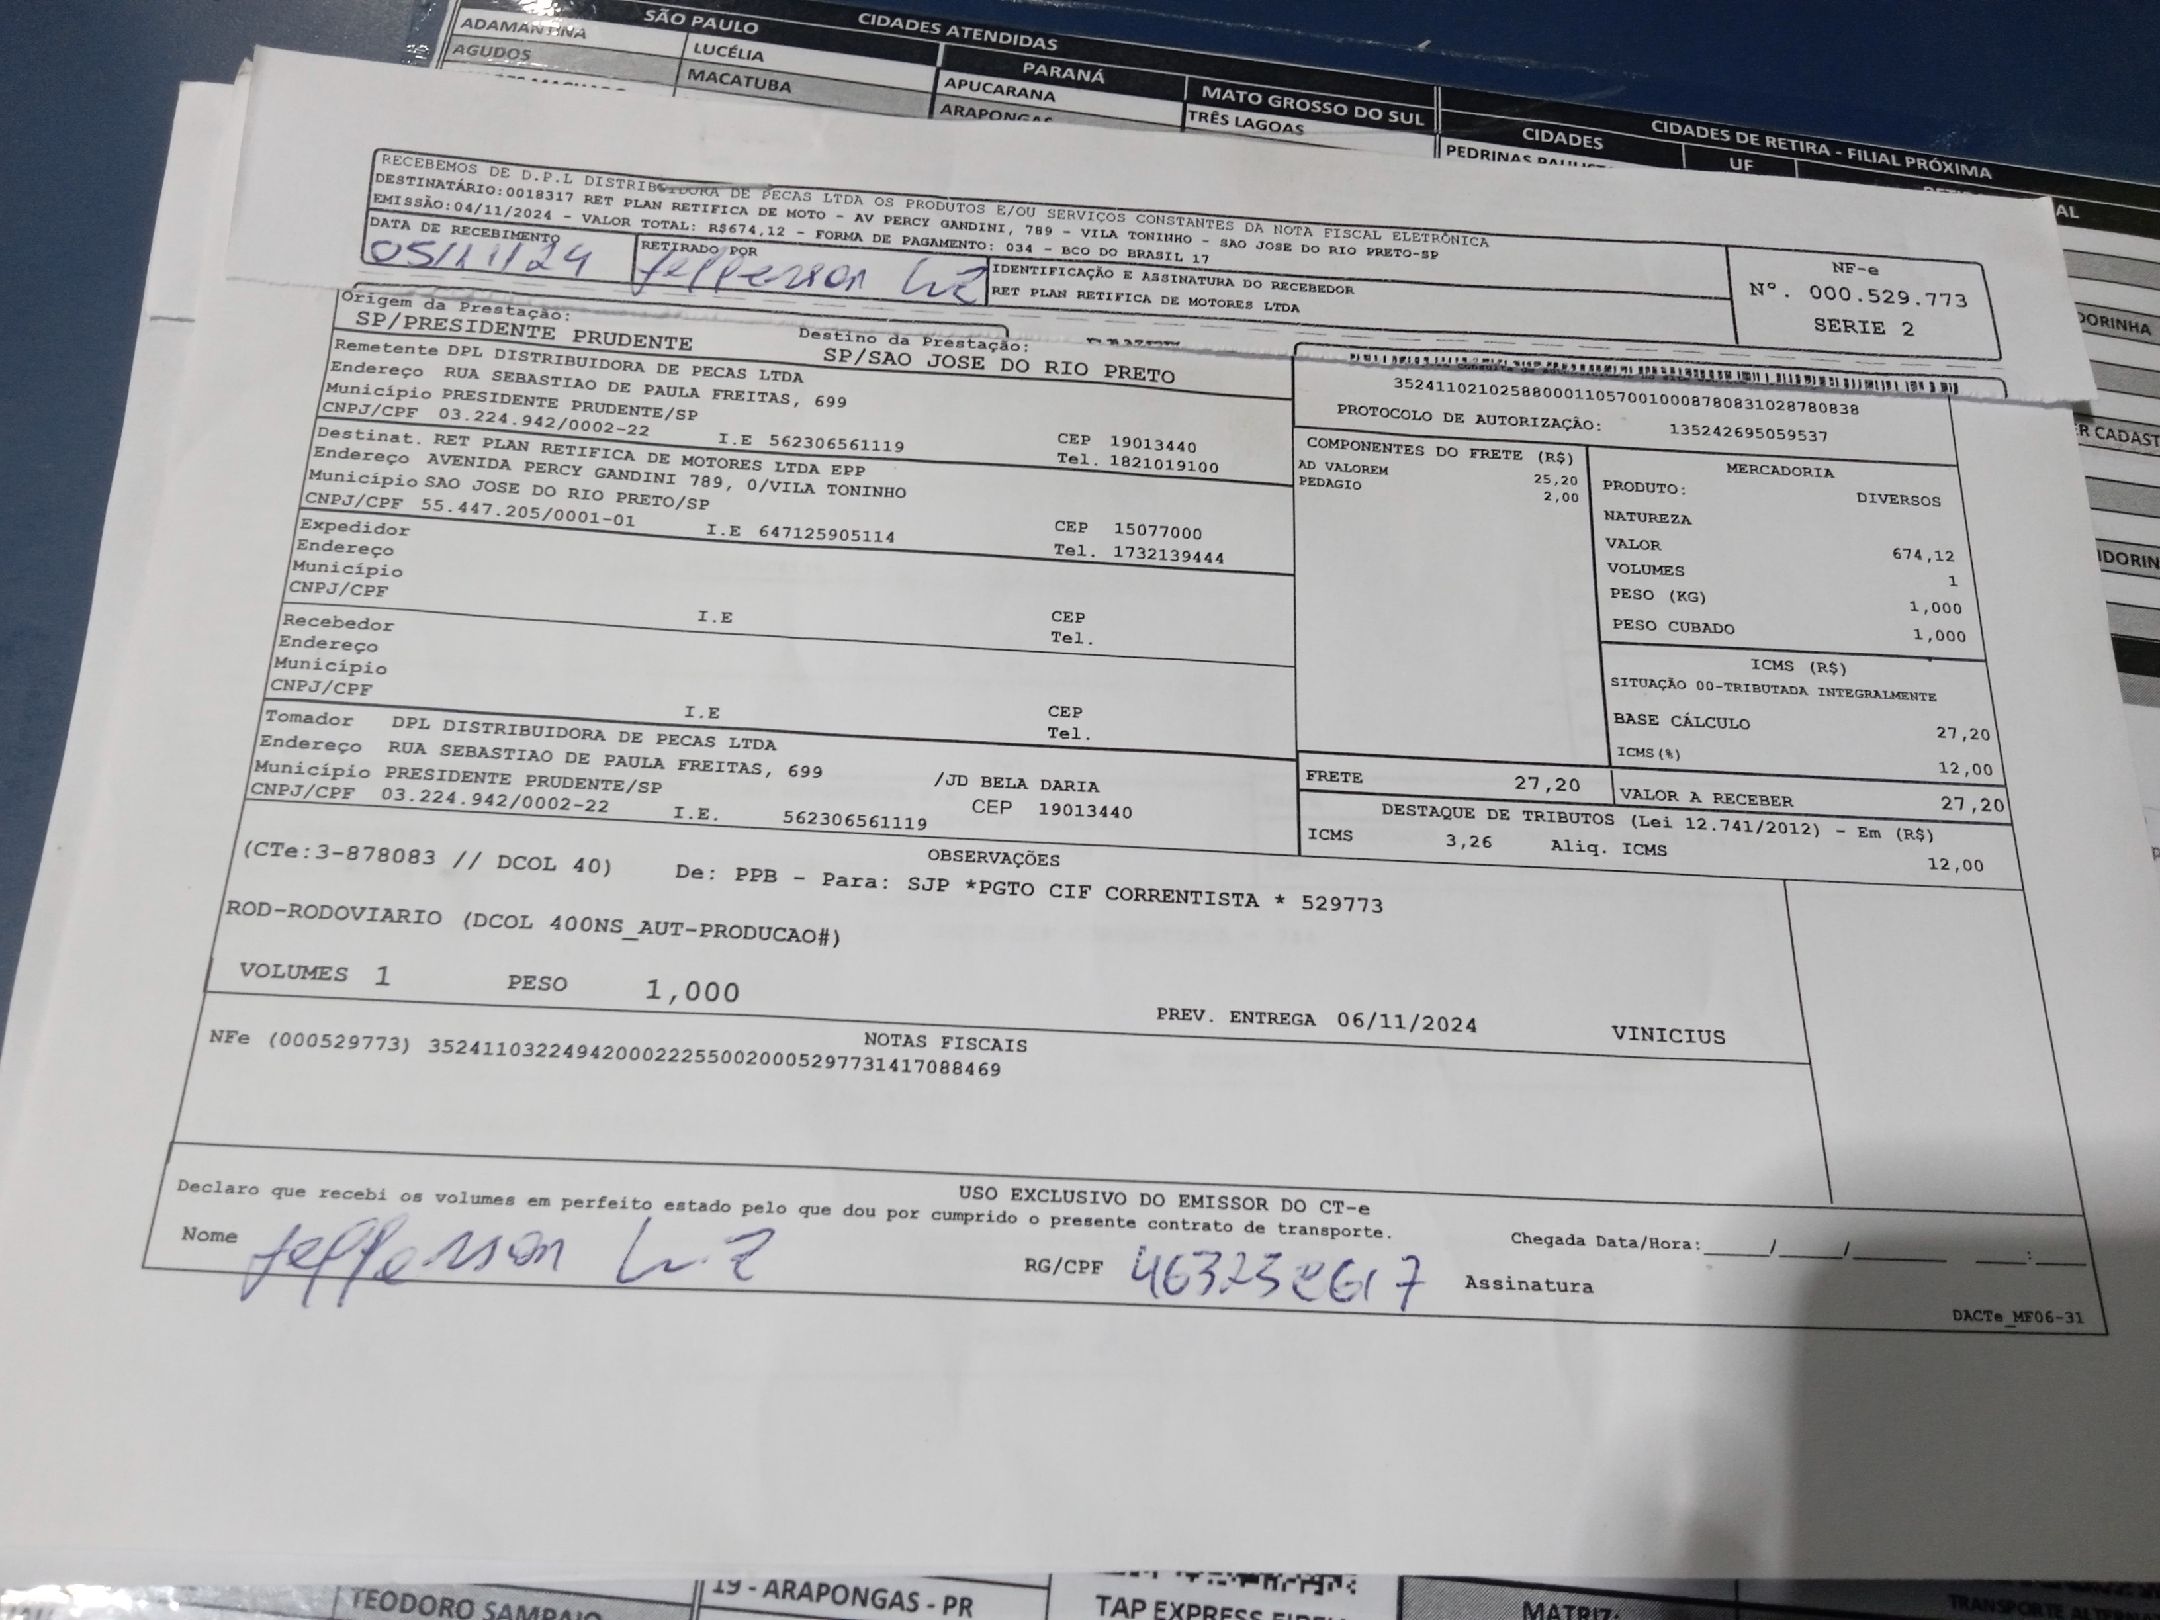 SÃO PAULO
CIDADES ATENDIDAS
ADAMANTINA
LUCÉLIA
PARANÁ
AGUDOS
MACATUBA
APUCARANA
MATO GROSSO DO SUL
CIDADES DE RETIRA - FILIAL PRÓXIMA
ARAPONGAS
TRÊS LAGOAS
CIDADES
UF
RECEBEMOS DE D.P.L DISTRIBUIDORA DE PECAS LTDA OS PRODUTOS E/OU SERVIÇOS CONSTANTES DA NOTA FISCAL ELETRÔNICA
DESTINATÁRIO:0018317 RET PLAN RETIFICA DE MOTO - AV PERCY GANDINI, 789 - VILA TONINHO - SAO JOSE DO RIO PRETO-SP
EMISSÃO:04/11/2024 - VALOR TOTAL: R$674,12 - FORMA DE PAGAMENTO: 034 - BCO DO BRASIL 17
DATA DE RECEBIMENTO
05/11/24
RETIRADO POR
Jefferson Luz
IDENTIFICAÇÃO E ASSINATURA DO RECEBEDOR
RET PLAN RETIFICA DE MOTORES LTDA
NF-e
Nº. 000.529.773
SERIE 2
Origem da Prestação:
SP/PRESIDENTE PRUDENTE
Destino da Prestação:
SP/SAO JOSE DO RIO PRETO
Remetente DPL DISTRIBUIDORA DE PECAS LTDA
Endereço RUA SEBASTIAO DE PAULA FREITAS, 699
Município PRESIDENTE PRUDENTE/SP
CEP 19013440
CNPJ/CPF 03.224.942/0002-22 I.E 562306561119 Tel. 1821019100
Destinat. RET PLAN RETIFICA DE MOTORES LTDA EPP
Endereço AVENIDA PERCY GANDINI 789, 0/VILA TONINHO
Município SAO JOSE DO RIO PRETO/SP
CEP 15077000
CNPJ/CPF 55.447.205/0001-01 I.E 647125905114 Tel. 1732139444
Expedidor
Endereço
Município
CEP
CNPJ/CPF I.E Tel.
Recebedor
Endereço
Município
CEP
CNPJ/CPF I.E Tel.
Tomador DPL DISTRIBUIDORA DE PECAS LTDA
Endereço RUA SEBASTIAO DE PAULA FREITAS, 699 /JD BELA DARIA
Município PRESIDENTE PRUDENTE/SP CEP 19013440
CNPJ/CPF 03.224.942/0002-22 I.E. 562306561119
35241102102588000110570010008780831028780838
PROTOCOLO DE AUTORIZAÇÃO: 135242695059537
COMPONENTES DO FRETE (R$)
AD VALOREM 25,20
PEDAGIO 2,00
MERCADORIA
PRODUTO: DIVERSOS
NATUREZA
VALOR 674,12
VOLUMES 1
PESO (KG) 1,000
PESO CUBADO 1,000
ICMS (R$)
SITUAÇÃO 00-TRIBUTADA INTEGRALMENTE
BASE CÁLCULO 27,20
ICMS(%) 12,00
FRETE 27,20
VALOR A RECEBER 27,20
DESTAQUE DE TRIBUTOS (Lei 12.741/2012) - Em (R$)
ICMS 3,26 Aliq. ICMS 12,00
OBSERVAÇÕES
(CTe:3-878083 // DCOL 40) De: PPB - Para: SJP *PGTO CIF CORRENTISTA * 529773
ROD-RODOVIARIO (DCOL 400NS_AUT-PRODUCAO#)
VOLUMES 1 PESO 1,000
PREV. ENTREGA 06/11/2024 VINICIUS
NOTAS FISCAIS
NFe (000529773) 35241103224942000222550020005297731417088469
USO EXCLUSIVO DO EMISSOR DO CT-e
Declaro que recebi os volumes em perfeito estado pelo que dou por cumprido o presente contrato de transporte.
Nome Jefferson Luz
RG/CPF
Assinatura
Chegada Data/Hora:_____/_____/_______ ____:____
DACTe_MF06-31
19 - ARAPONGAS - PR
TEODORO SAMPAIO
TAP EXPRESS
MATRIZ: